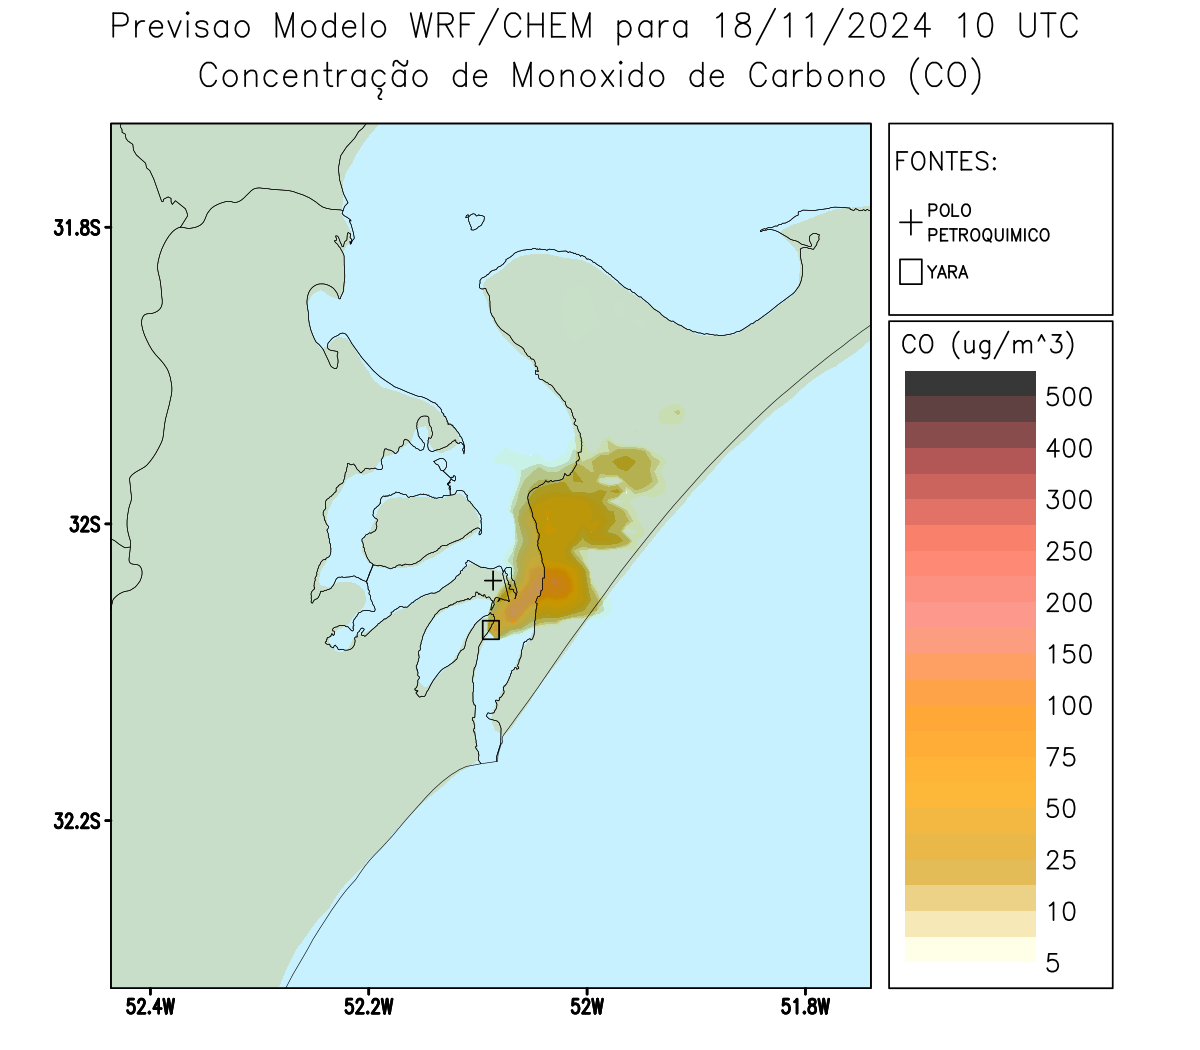 Previsao Modelo WRF/CHEM para 18/11/2024 10 UTC
Concentração de Monoxido de Carbono (CO)
FONTES:
POLO
PETROQUIMICO
YARA
CO (ug/m^3)
500
400
300
250
200
150
100
75
50
25
10
5
31.8S
32S
32.2S
52.4W
52.2W
52W
51.8W